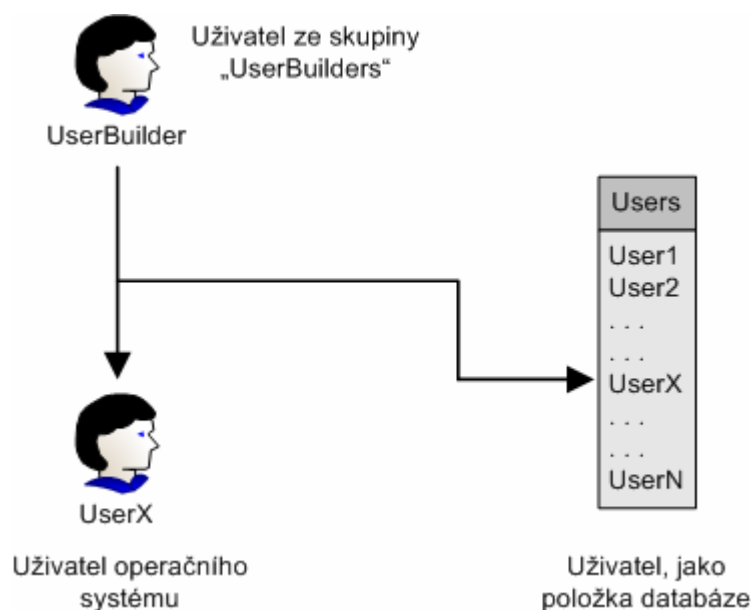 Uživatel ze skupiny
„UserBuilders“
UserBuilder
Users
User1
User2
. . .
. . .
UserX
. . .
. . .
UserN
UserX
Uživatel operačního
systému
Uživatel, jako
položka databáze